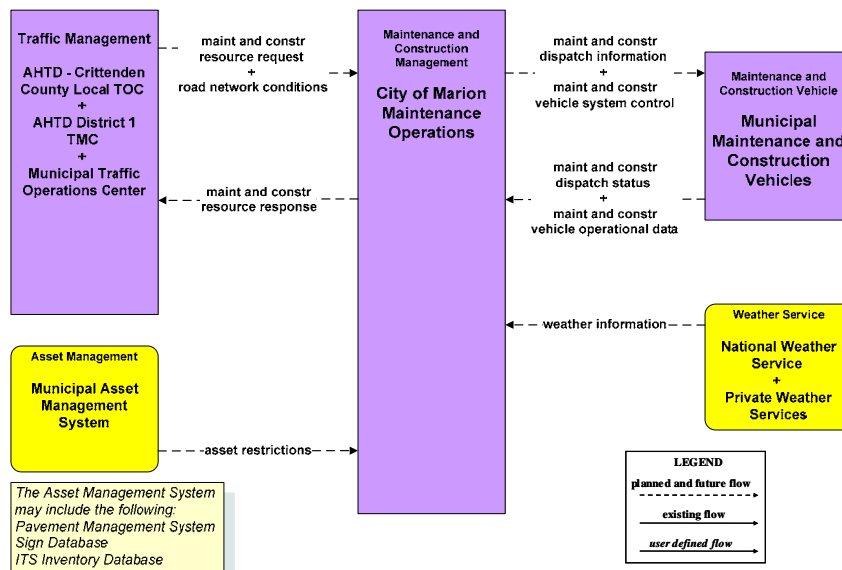 Traffic Management
AHTD - Crittenden
County Local TOC
+
AHTD District 1
TMC
+
Municipal Traffic
Operations Center
maint and constr
resource request
+
road network conditions
maint and constr
resource response
Maintenance and
Construction
Management
City of Marion
Maintenance
Operations
maint and constr
dispatch information
+
maint and constr
vehicle system control
maint and constr
dispatch status
+
maint and constr
vehicle operational data
Maintenance and
Construction Vehicle
Municipal
Maintenance and
Construction
Vehicles
weather information
Weather Service
National Weather
Service
+
Private Weather
Services
Asset Management
Municipal Asset
Management
System
asset restrictions
The Asset Management System
may include the following:
Pavement Management System
Sign Database
ITS Inventory Database
LEGEND
planned and future flow
existing flow
user defined flow